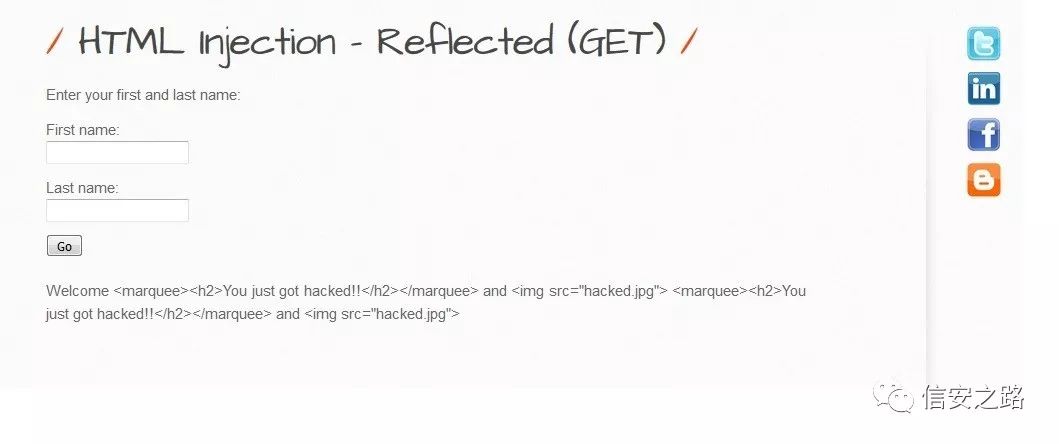 / HTML Injection - Reflected (GET) /
Enter your first and last name:
First name:
Last name:
Go
Welcome <marquee><h2>You just got hacked!!</h2></marquee> and <img src="hacked.jpg"> <marquee><h2>You
just got hacked!!</h2></marquee> and <img src="hacked.jpg">
t
in
f
B
信安之路